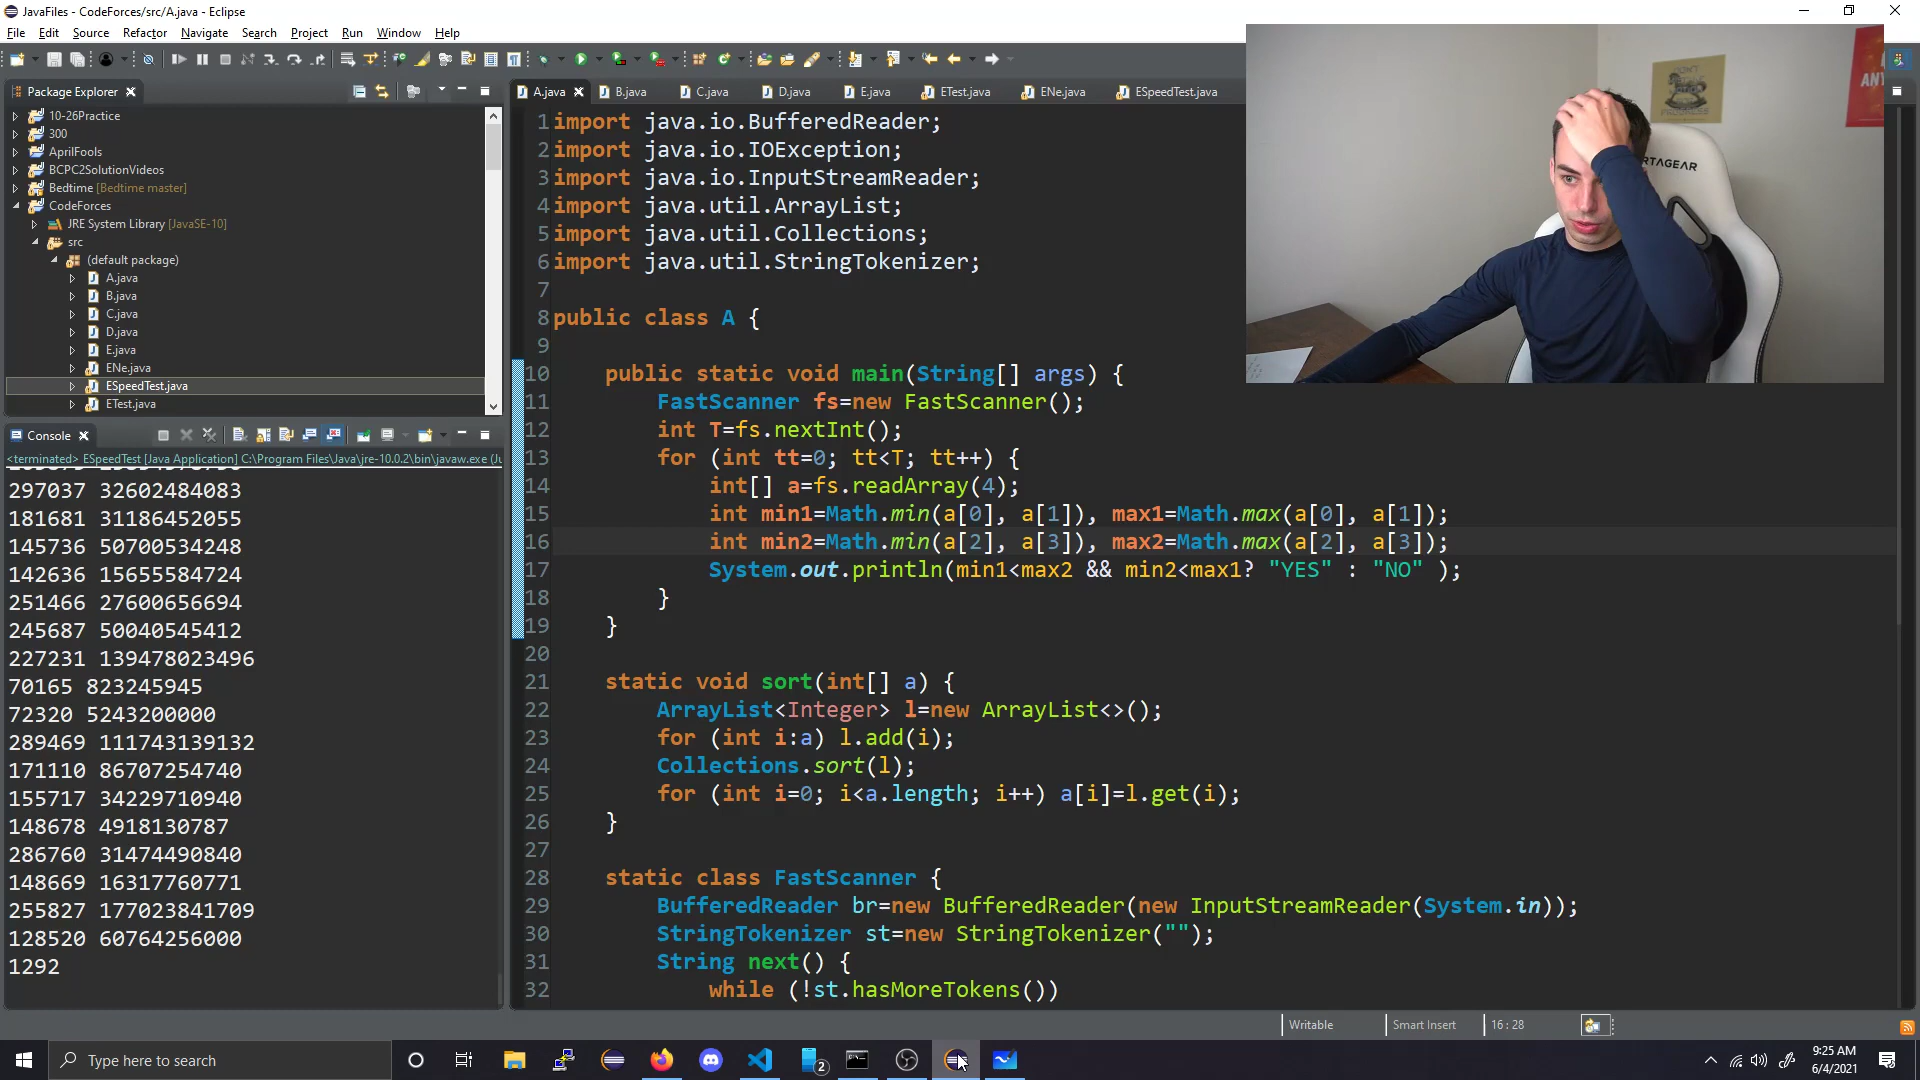 JavaFiles - CodeForces/src/A.java - Eclipse
File Edit Source Refactor Navigate Search Project Run Window Help
Package Explorer
10-26Practice
300
AprilFools
BCPC2SolutionVideos
Bedtime [Bedtime master]
CodeForces
JRE System Library [JavaSE-10]
src
(default package)
A.java
B.java
C.java
D.java
E.java
ENe.java
ESpeedTest.java
ETest.java
Console
<terminated> ESpeedTest [Java Application] C:\Program Files\Java\jre-10.0.2\bin\javaw.exe (Ju
297037 32602484083
181681 31186452055
145736 50700534248
142636 15655584724
251466 27600656694
245687 50040545412
227231 139478023496
70165 823245945
72320 5243200000
289469 111743139132
171110 86707254740
155717 34229710940
148678 4918130787
286760 31474490840
148669 16317760771
255827 177023841709
128520 60764256000
1292
A.java B.java C.java D.java E.java ETest.java ENe.java ESpeedTest.java
1 import java.io.BufferedReader;
2 import java.io.IOException;
3 import java.io.InputStreamReader;
4 import java.util.ArrayList;
5 import java.util.Collections;
6 import java.util.StringTokenizer;
7
8 public class A {
9
10 public static void main(String[] args) {
11 FastScanner fs=new FastScanner();
12 int T=fs.nextInt();
13 for (int tt=0; tt<T; tt++) {
14 int[] a=fs.readArray(4);
15 int min1=Math.min(a[0], a[1]), max1=Math.max(a[0], a[1]);
16 int min2=Math.min(a[2], a[3]), max2=Math.max(a[2], a[3]);
17 System.out.println(min1<max2 && min2<max1? "YES" : "NO" );
18 }
19 }
20
21 static void sort(int[] a) {
22 ArrayList<Integer> l=new ArrayList<>();
23 for (int i:a) l.add(i);
24 Collections.sort(l);
25 for (int i=0; i<a.length; i++) a[i]=l.get(i);
26 }
27
28 static class FastScanner {
29 BufferedReader br=new BufferedReader(new InputStreamReader(System.in));
30 StringTokenizer st=new StringTokenizer("");
31 String next() {
32 while (!st.hasMoreTokens())
DON'T
PROGRESS
ANY
RTAGEAR
Writable Smart Insert 16 : 28
Type here to search
2
9:25 AM
6/4/2021